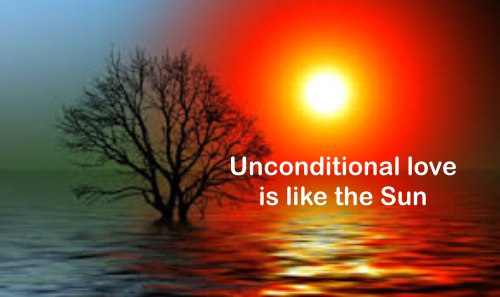 Unconditional love
is like the Sun